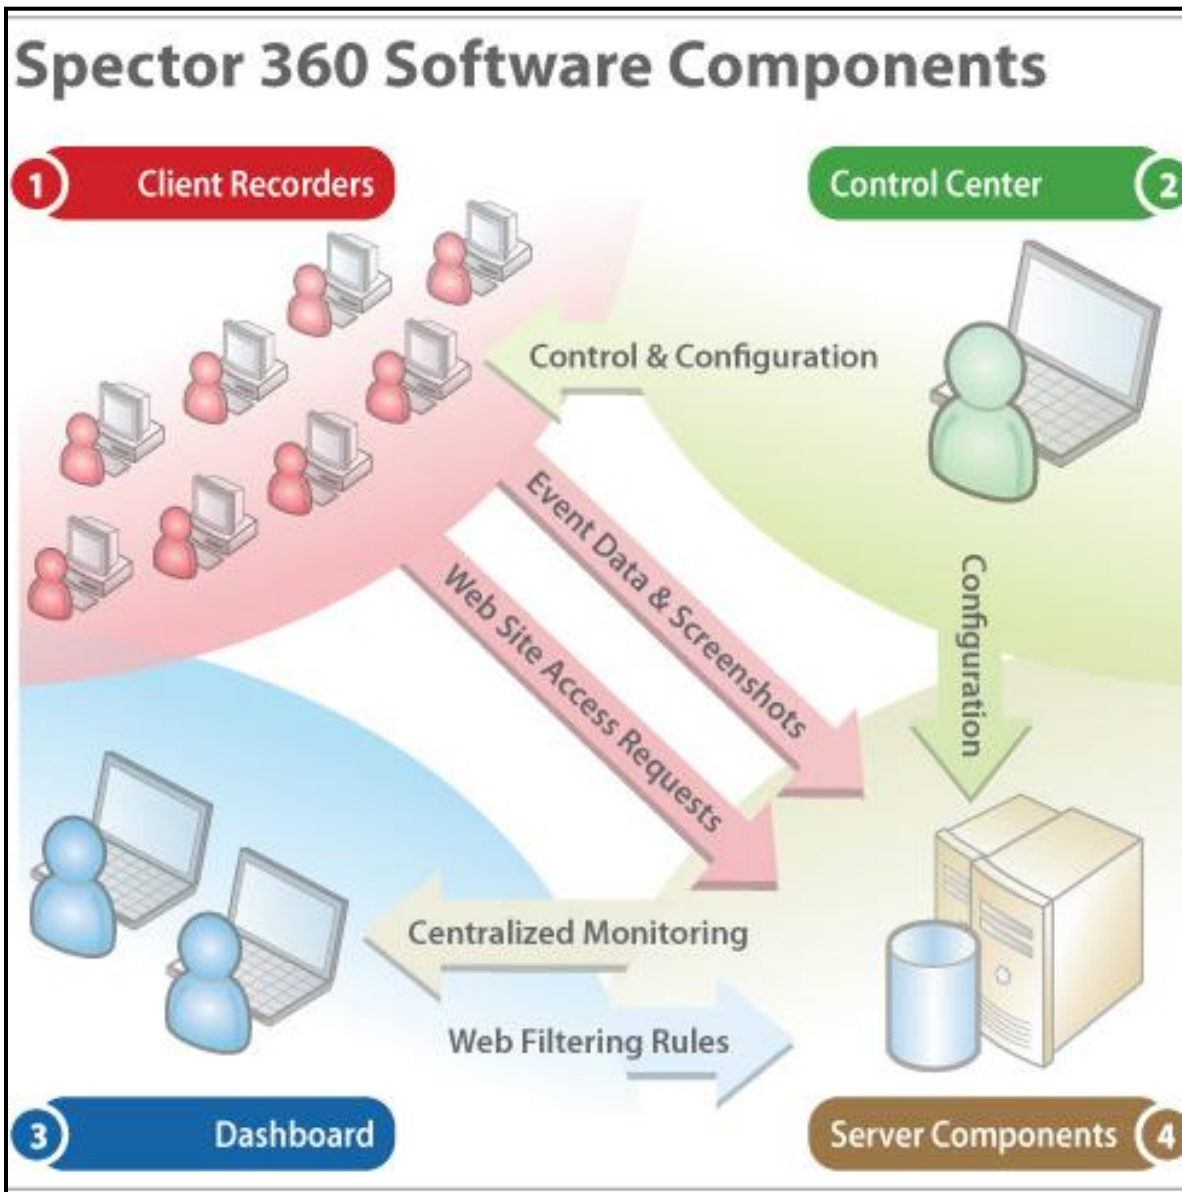 Spector 360 Software Components
1 Client Recorders
Control Center 2
Control & Configuration
Event Data & Screenshots
Web Site Access Requests
Configuration
Centralized Monitoring
Web Filtering Rules
3 Dashboard
Server Components 4